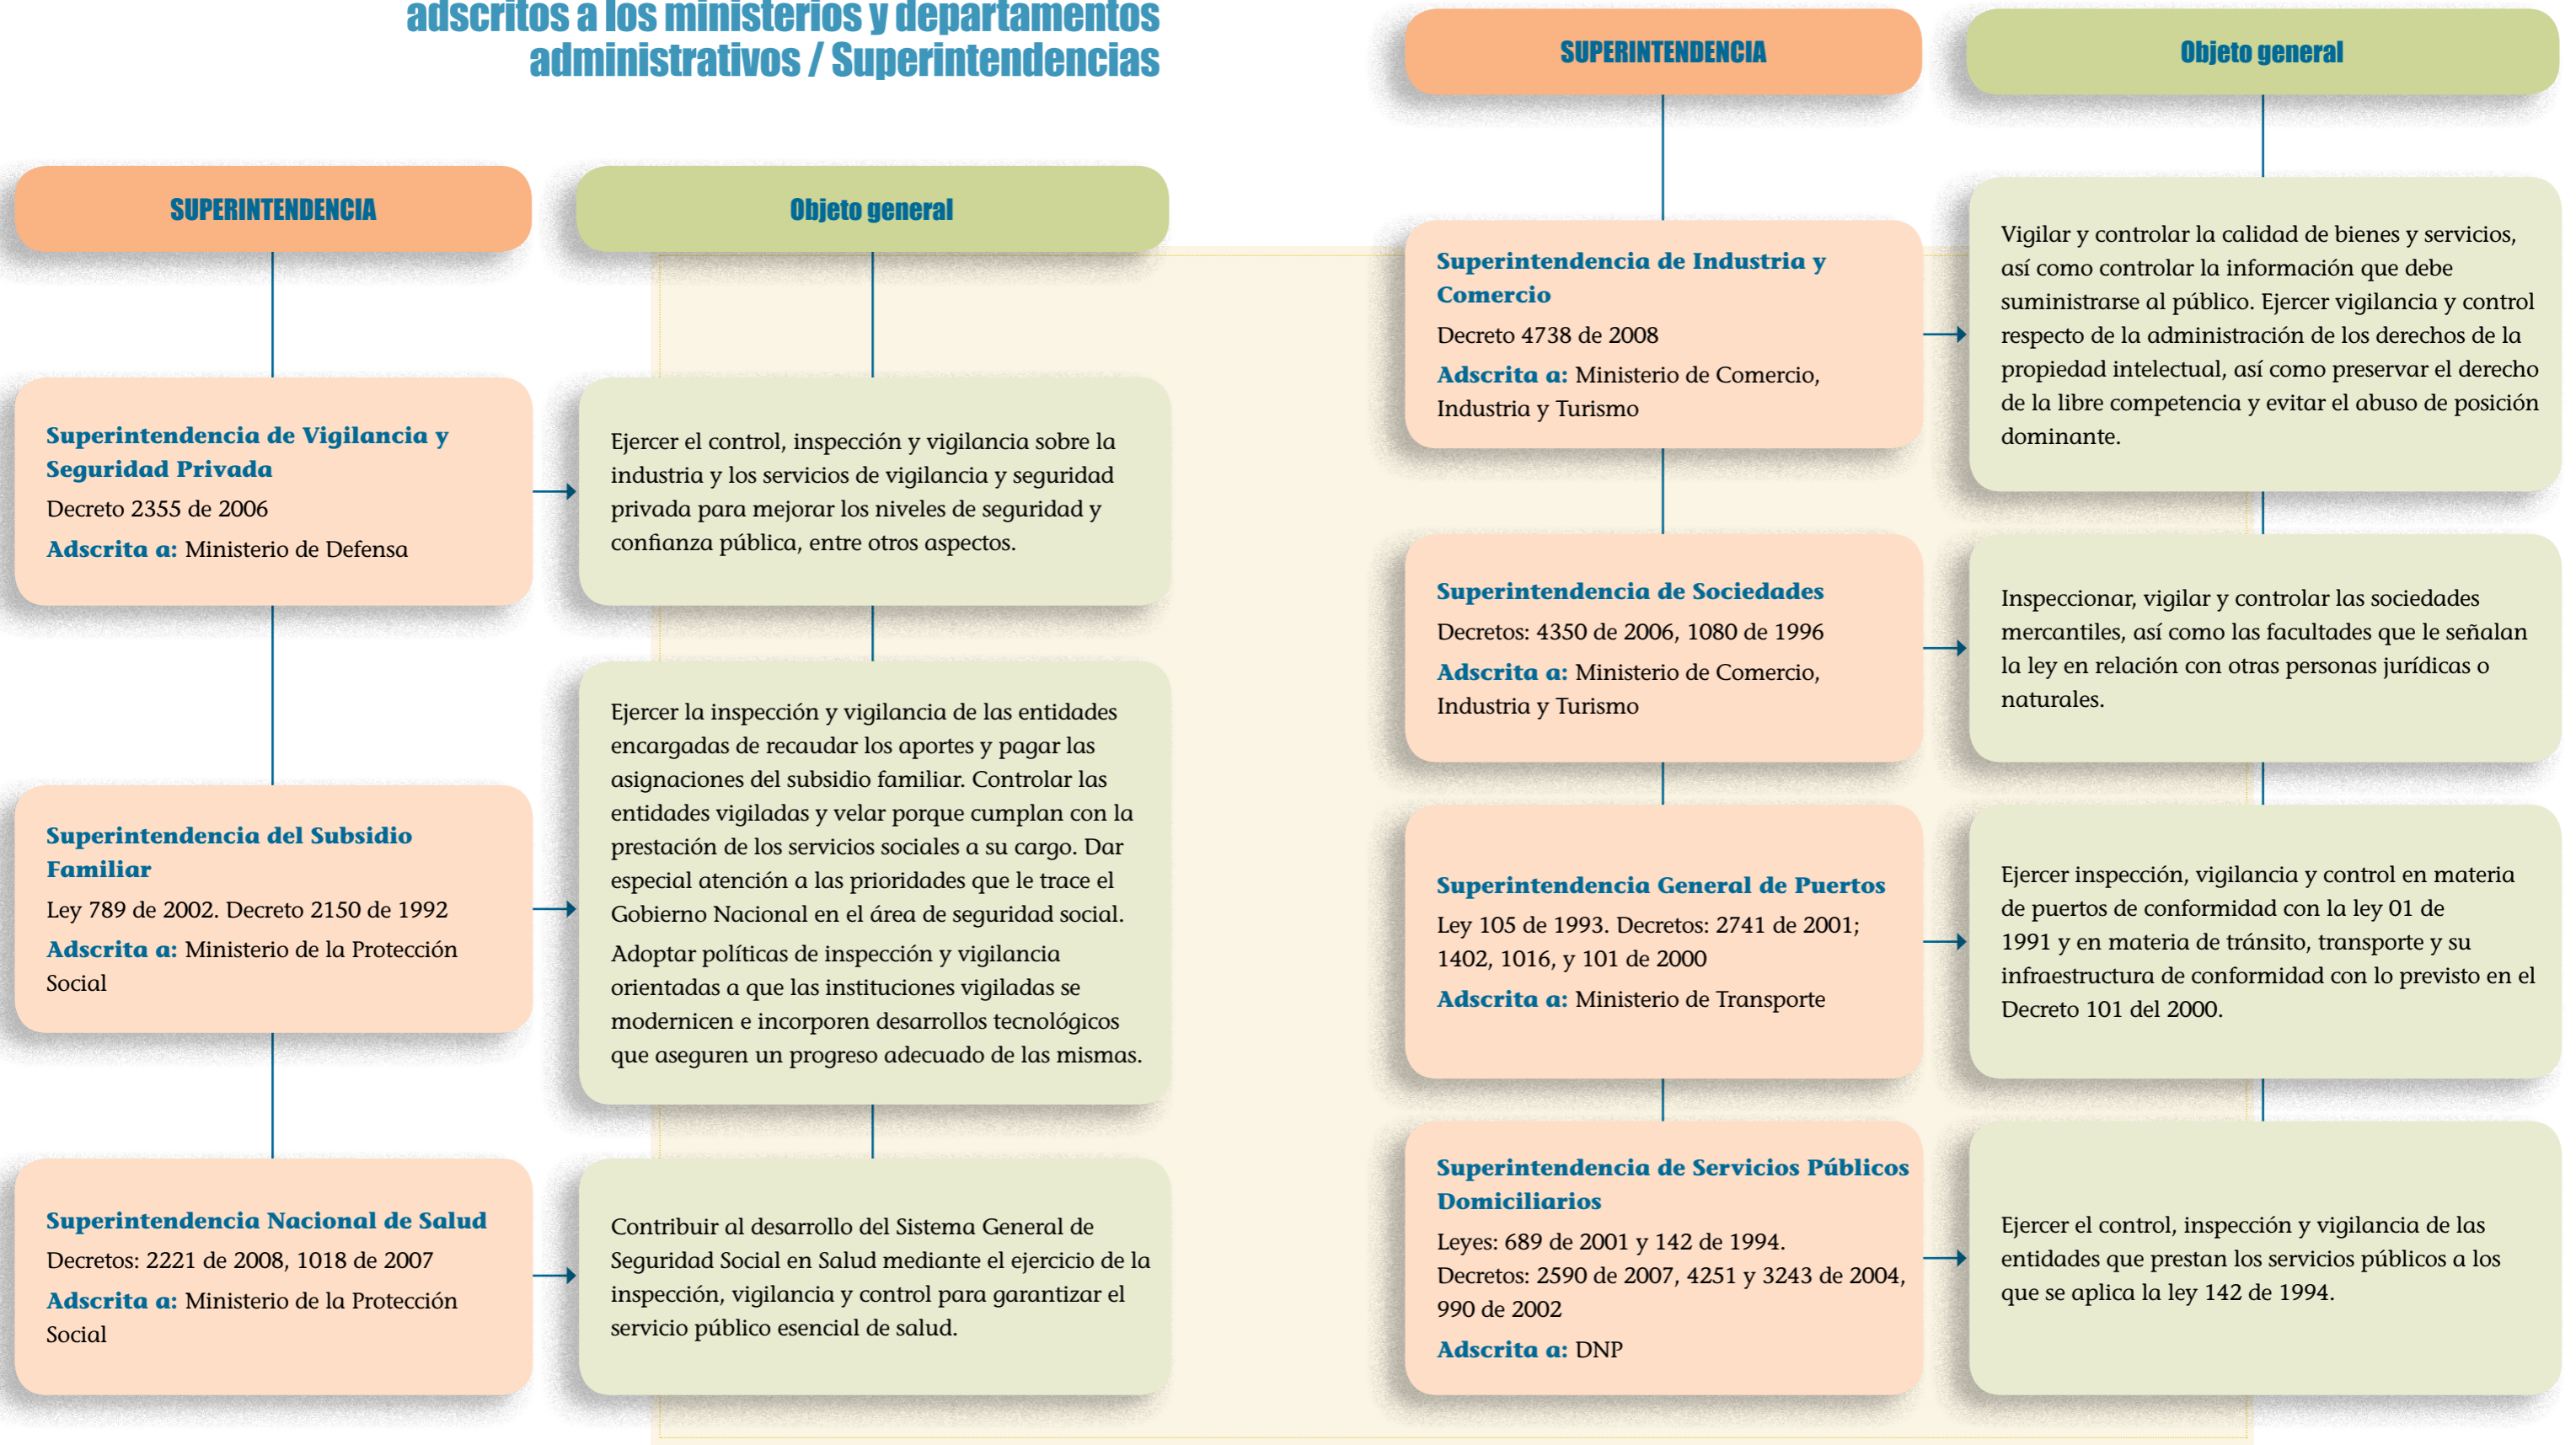 adscritos a los ministerios y departamentos
administrativos / Superintendencias
SUPERINTENDENCIA
Objeto general
Superintendencia de Vigilancia y
Seguridad Privada
Decreto 2355 de 2006
Adscrita a: Ministerio de Defensa
Ejercer el control, inspección y vigilancia sobre la
industria y los servicios de vigilancia y seguridad
privada para mejorar los niveles de seguridad y
confianza pública, entre otros aspectos.
Superintendencia del Subsidio
Familiar
Ley 789 de 2002. Decreto 2150 de 1992
Adscrita a: Ministerio de la Protección
Social
Ejercer la inspección y vigilancia de las entidades
encargadas de recaudar los aportes y pagar las
asignaciones del subsidio familiar. Controlar las
entidades vigiladas y velar porque cumplan con la
prestación de los servicios sociales a su cargo. Dar
especial atención a las prioridades que le trace el
Gobierno Nacional en el área de seguridad social.
Adoptar políticas de inspección y vigilancia
orientadas a que las instituciones vigiladas se
modernicen e incorporen desarrollos tecnológicos
que aseguren un progreso adecuado de las mismas.
Superintendencia Nacional de Salud
Decretos: 2221 de 2008, 1018 de 2007
Adscrita a: Ministerio de la Protección
Social
Contribuir al desarrollo del Sistema General de
Seguridad Social en Salud mediante el ejercicio de la
inspección, vigilancia y control para garantizar el
servicio público esencial de salud.
SUPERINTENDENCIA
Objeto general
Superintendencia de Industria y
Comercio
Decreto 4738 de 2008
Adscrita a: Ministerio de Comercio,
Industria y Turismo
Vigilar y controlar la calidad de bienes y servicios,
así como controlar la información que debe
suministrarse al público. Ejercer vigilancia y control
respecto de la administración de los derechos de la
propiedad intelectual, así como preservar el derecho
de la libre competencia y evitar el abuso de posición
dominante.
Superintendencia de Sociedades
Decretos: 4350 de 2006, 1080 de 1996
Adscrita a: Ministerio de Comercio,
Industria y Turismo
Inspeccionar, vigilar y controlar las sociedades
mercantiles, así como las facultades que le señalan
la ley en relación con otras personas jurídicas o
naturales.
Superintendencia General de Puertos
Ley 105 de 1993. Decretos: 2741 de 2001;
1402, 1016, y 101 de 2000
Adscrita a: Ministerio de Transporte
Ejercer inspección, vigilancia y control en materia
de puertos de conformidad con la ley 01 de
1991 y en materia de tránsito, transporte y su
infraestructura de conformidad con lo previsto en el
Decreto 101 del 2000.
Superintendencia de Servicios Públicos
Domiciliarios
Leyes: 689 de 2001 y 142 de 1994.
Decretos: 2590 de 2007, 4251 y 3243 de 2004,
990 de 2002
Adscrita a: DNP
Ejercer el control, inspección y vigilancia de las
entidades que prestan los servicios públicos a los
que se aplica la ley 142 de 1994.